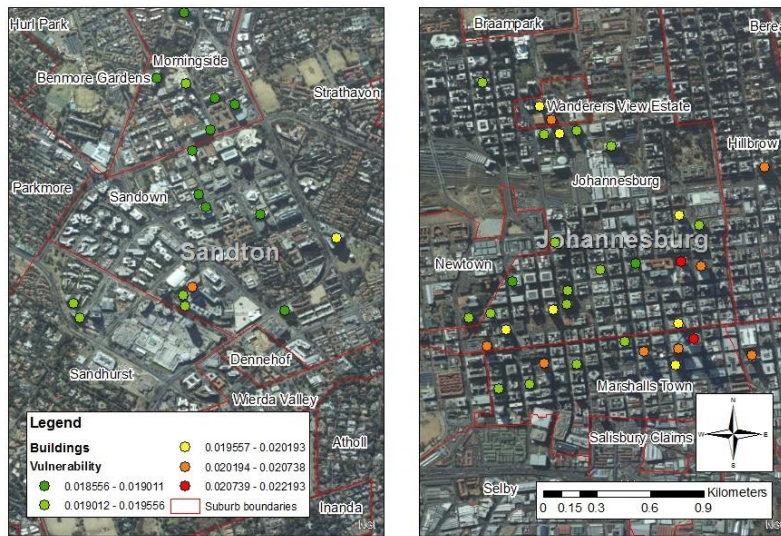 Hurl Park
Morningside
Benmore Gardens
Strathavon
Parkmore
Sandown
Sandton
Sandhurst
Dennehof
Wierda Valley
Atholl
Inanda
Legend
Buildings
Vulnerability
0.018556 - 0.019011
0.019012 - 0.019556
0.019557 - 0.020193
0.020194 - 0.020738
0.020739 - 0.022193
Suburb boundaries
Braampark
Berea
Wanderers View Estate
Hillbrow
Johannesburg
Johannesburg
Newtown
Marshalls Town
Salisbury Claims
Selby
N
W E
S
Kilometers
0 0.15 0.3 0.6 0.9